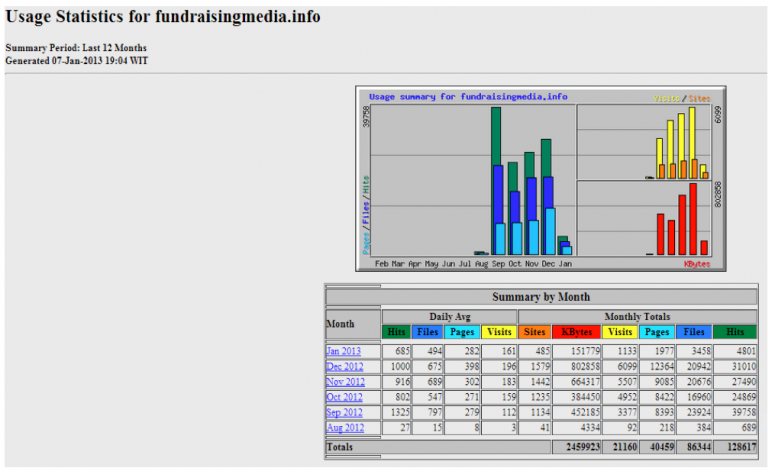 Usage Statistics for fundraisingmedia.info
Summary Period: Last 12 Months
Generated 07-Jan-2013 19:04 WIT
Usage summary for fundraisingmedia.info
Visits/Sites
39758
6099
Pages/Files/Hits
802858
Feb Mar Apr May Jun Jul Aug Sep Oct Nov Dec Jan
KBytes
Summary by Month
Month Daily Avg Monthly Totals
Hits Files Pages Visits Sites KBytes Visits Pages Files Hits
Jan 2013 685 494 282 161 485 151779 1133 1977 3458 4801
Dec 2012 1000 675 398 196 1579 802858 6099 12364 20942 31010
Nov 2012 916 689 302 183 1442 664317 5507 9085 20676 27490
Oct 2012 802 547 271 159 1235 384450 4952 8422 16960 24869
Sep 2012 1325 797 279 112 1134 452185 3377 8393 23924 39758
Aug 2012 27 15 8 3 41 4334 92 218 384 689
Totals 2459923 21160 40459 86344 128617